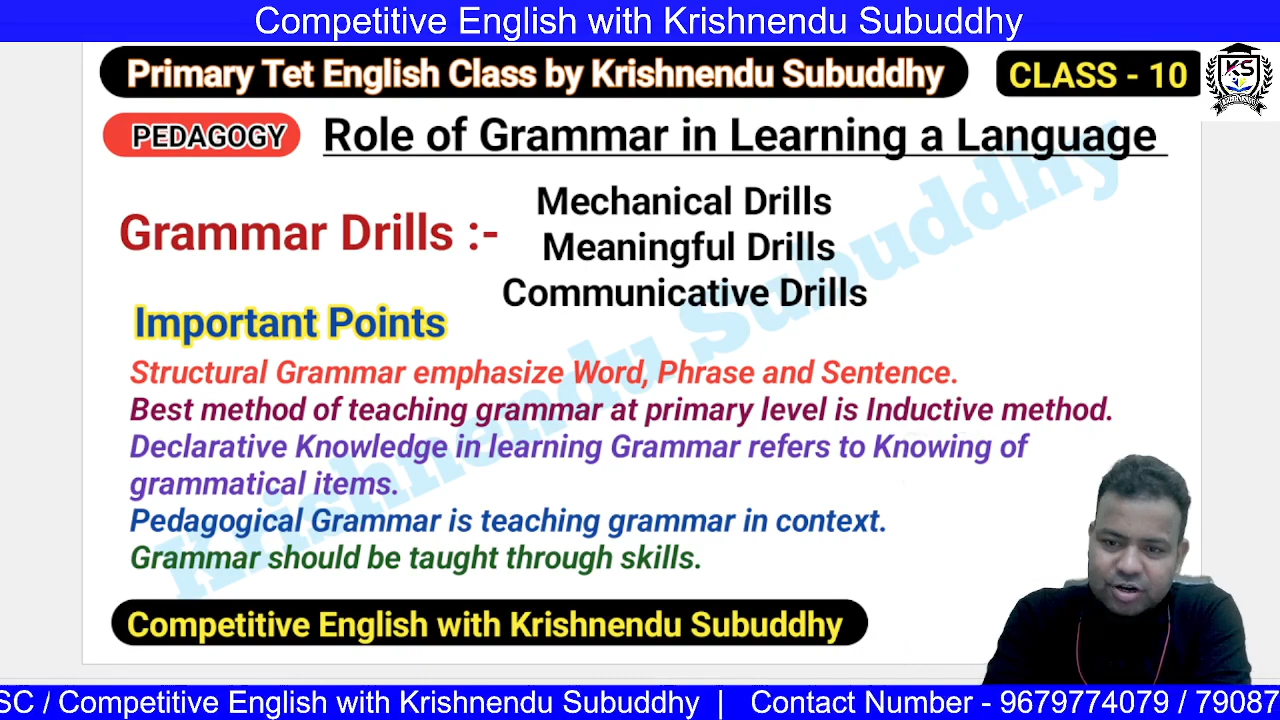 Competitive English with Krishnendu Subuddhy
Primary Tet English Class by Krishnendu Subuddhy
CLASS - 10
KS
PEDAGOGY
Role of Grammar in Learning a Language
Grammar Drills :-
Mechanical Drills
Meaningful Drills
Communicative Drills
Important Points
Structural Grammar emphasize Word, Phrase and Sentence.
Best method of teaching grammar at primary level is Inductive method.
Declarative Knowledge in learning Grammar refers to Knowing of
grammatical items.
Pedagogical Grammar is teaching grammar in context.
Grammar should be taught through skills.
Krishnendu Subuddhy
Competitive English with Krishnendu Subuddhy
SC / Competitive English with Krishnendu Subuddhy | Contact Number - 9679774079 / 79087